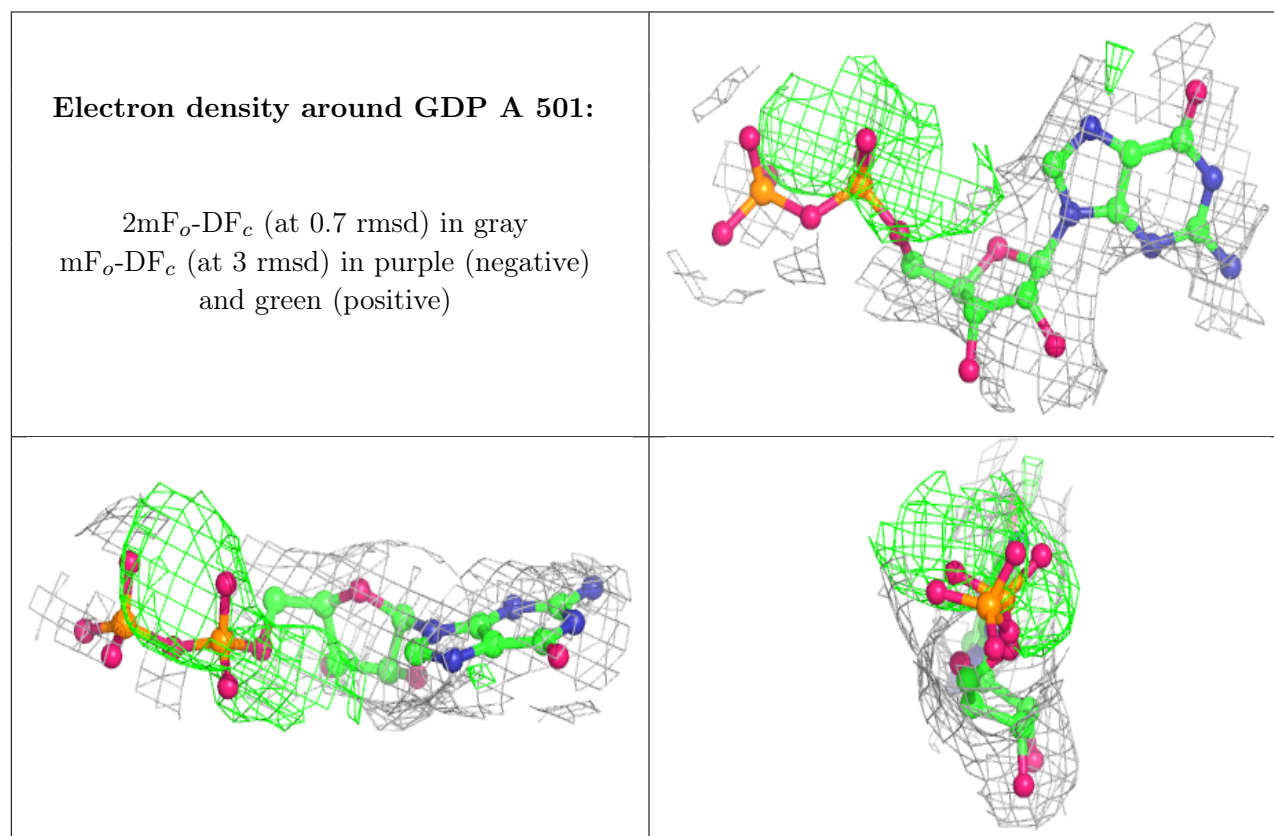 Electron density around GDP A 501:
2mFo-DFc (at 0.7 rmsd) in gray
mFo-DFc (at 3 rmsd) in purple (negative)
and green (positive)